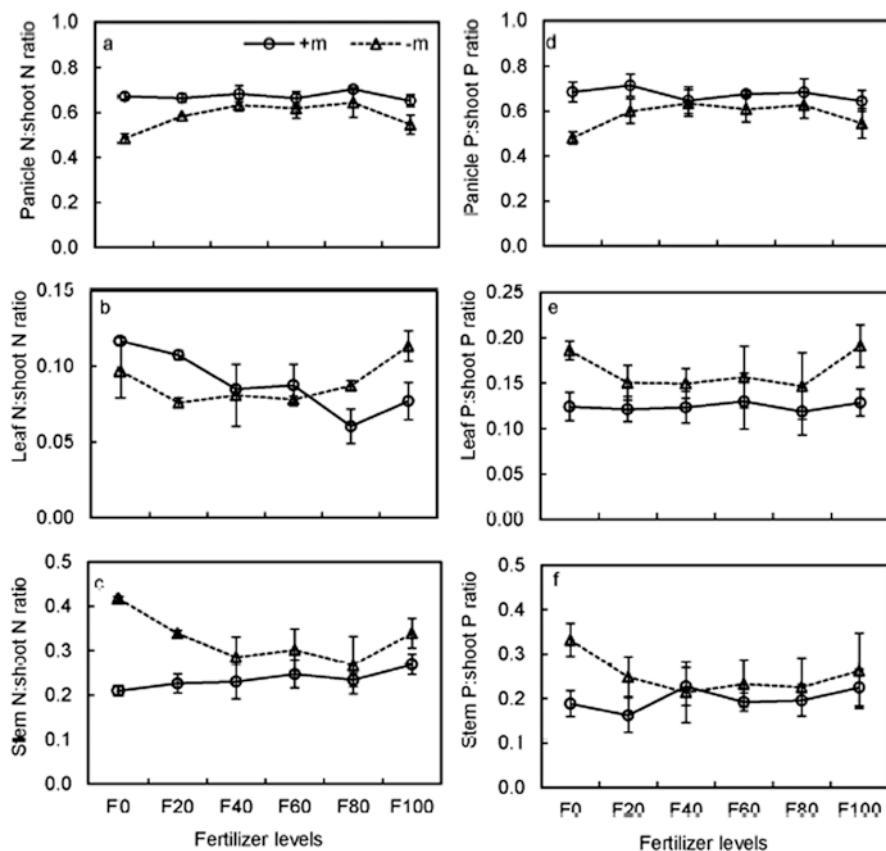 a
+m
-m
Panicle N:shoot N ratio
1.0
0.8
0.6
0.4
0.2
0.0
d
Panicle P:shoot P ratio
1.0
0.8
0.6
0.4
0.2
0.0
b
Leaf N:shoot N ratio
0.15
0.10
0.05
0.00
e
Leaf P:shoot P ratio
0.25
0.20
0.15
0.10
0.05
0.00
c
Stem N:shoot N ratio
0.5
0.4
0.3
0.2
0.1
0.0
F0 F20 F40 F60 F80 F100
Fertilizer levels
f
Stem P:shoot P ratio
0.5
0.4
0.3
0.2
0.1
0.0
F0 F20 F40 F60 F80 F100
Fertilizer levels